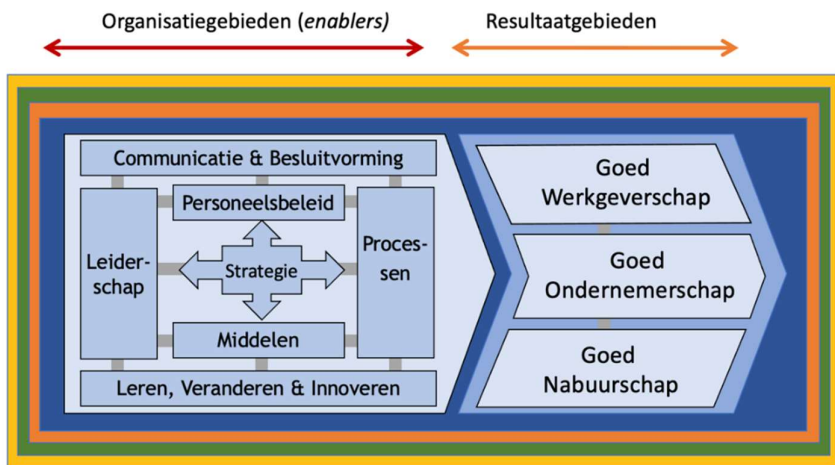 Organisatiegebieden (enablers)
Resultaatgebieden
Communicatie & Besluitvorming
Personeelsbeleid
Leider-
schap
Strategie
Proces-
sen
Middelen
Leren, Veranderen & Innoveren
Goed
Werkgeverschap
Goed
Ondernemerschap
Goed
Nabuurschap